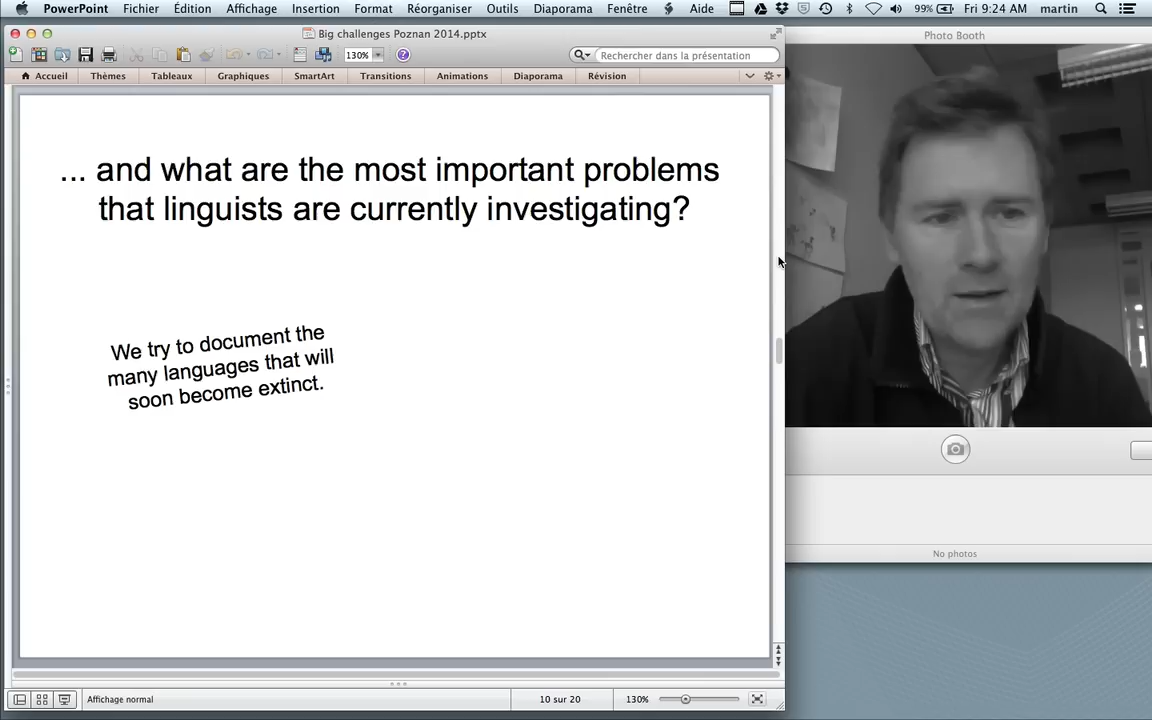 PowerPoint Fichier Édition Affichage Insertion Format Réorganiser Outils Diaporama Fenêtre Aide 99% Fri 9:24 AM martin
Big challenges Poznan 2014.pptx
Photo Booth
130%
Rechercher dans la présentation
Accueil Thèmes Tableaux Graphiques SmartArt Transitions Animations Diaporama Révision
... and what are the most important problems
that linguists are currently investigating?
We try to document the
many languages that will
soon become extinct.
No photos
Affichage normal 10 sur 20 130%